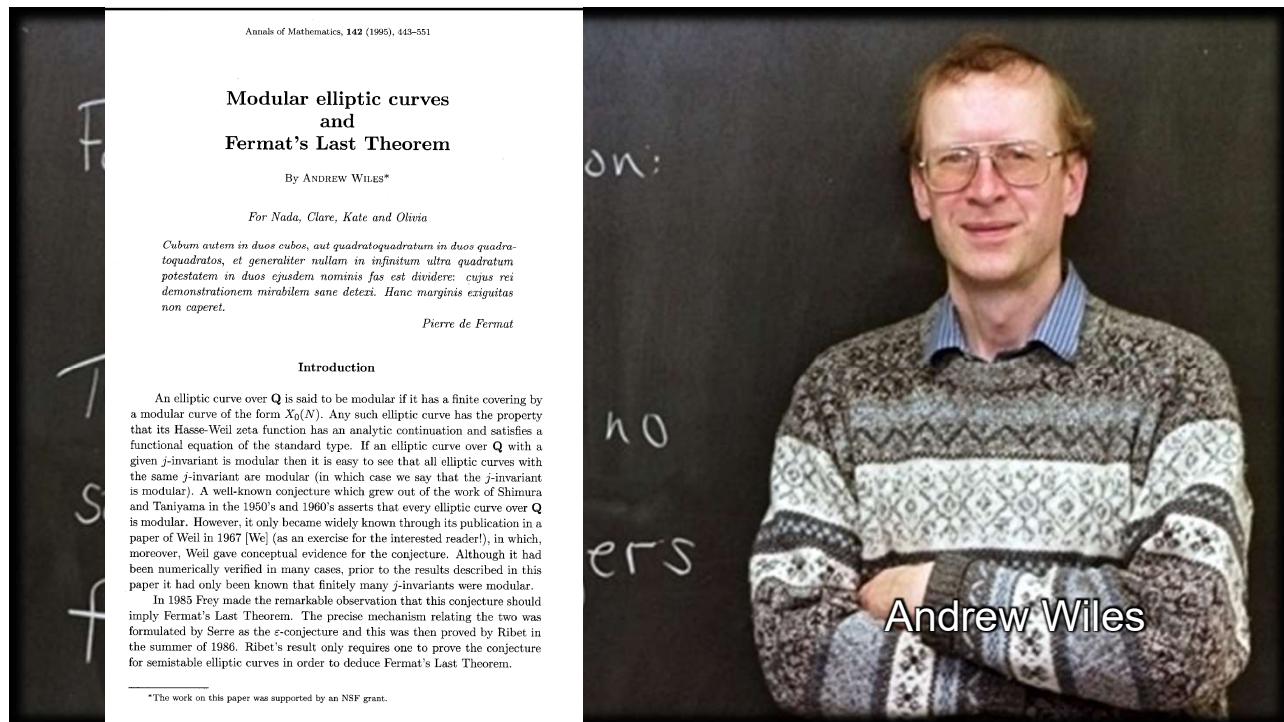 Annals of Mathematics, 142 (1995), 443–551
Modular elliptic curves
and
Fermat's Last Theorem
By ANDREW WILES*
For Nada, Clare, Kate and Olivia
Cubum autem in duos cubos, aut quadratoquadratum in duos quadra-
toquadratos, et generaliter nullam in infinitum ultra quadratum
potestatem in duos ejusdem nominis fas est dividere: cujus rei
demonstrationem mirabilem sane detexi. Hanc marginis exiguitas
non caperet.
Pierre de Fermat
Introduction
An elliptic curve over Q is said to be modular if it has a finite covering by
a modular curve of the form X₀(N). Any such elliptic curve has the property
that its Hasse-Weil zeta function has an analytic continuation and satisfies a
functional equation of the standard type. If an elliptic curve over Q with a
given j-invariant is modular then it is easy to see that all elliptic curves with
the same j-invariant are modular (in which case we say that the j-invariant
is modular). A well-known conjecture which grew out of the work of Shimura
and Taniyama in the 1950's and 1960's asserts that every elliptic curve over Q
is modular. However, it only became widely known through its publication in a
paper of Weil in 1967 [We] (as an exercise for the interested reader!), in which,
moreover, Weil gave conceptual evidence for the conjecture. Although it had
been numerically verified in many cases, prior to the results described in this
paper it had only been known that finitely many j-invariants were modular.
In 1985 Frey made the remarkable observation that this conjecture should
imply Fermat's Last Theorem. The precise mechanism relating the two was
formulated by Serre as the ε-conjecture and this was then proved by Ribet in
the summer of 1986. Ribet's result only requires one to prove the conjecture
for semistable elliptic curves in order to deduce Fermat's Last Theorem.
*The work on this paper was supported by an NSF grant.
on:
no
ers
Andrew Wiles